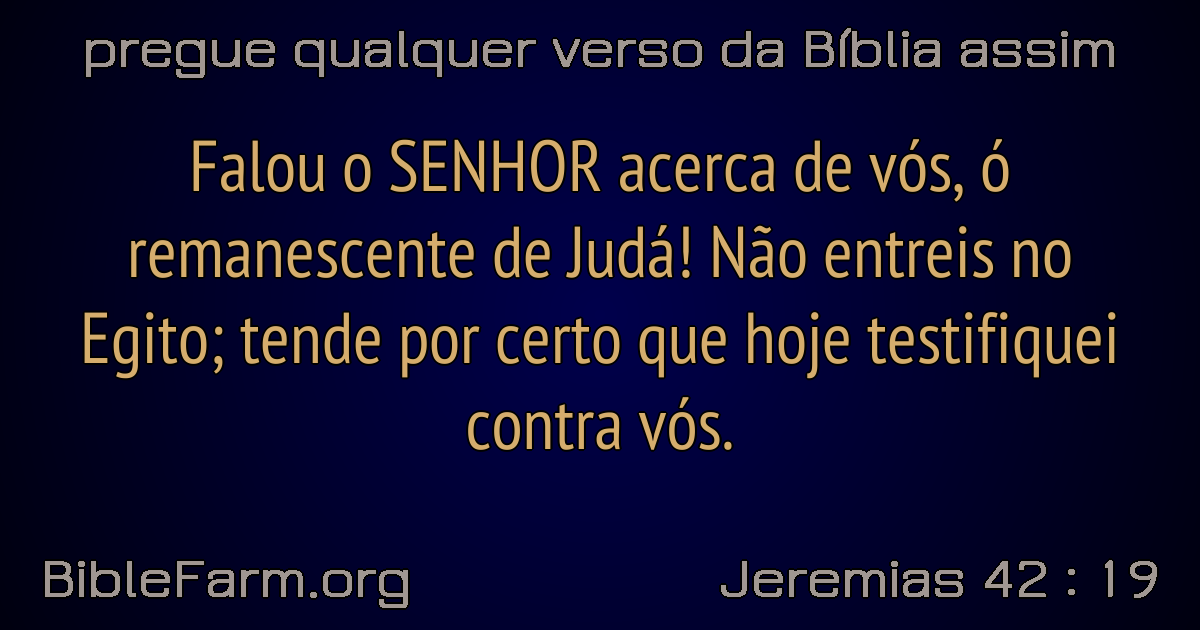 pregue qualquer verso da Bíblia assim
Falou o SENHOR acerca de vós, ó
remanescente de Judá! Não entreis no
Egito; tende por certo que hoje testifiquei
contra vós.
BibleFarm.org
Jeremias 42 : 19